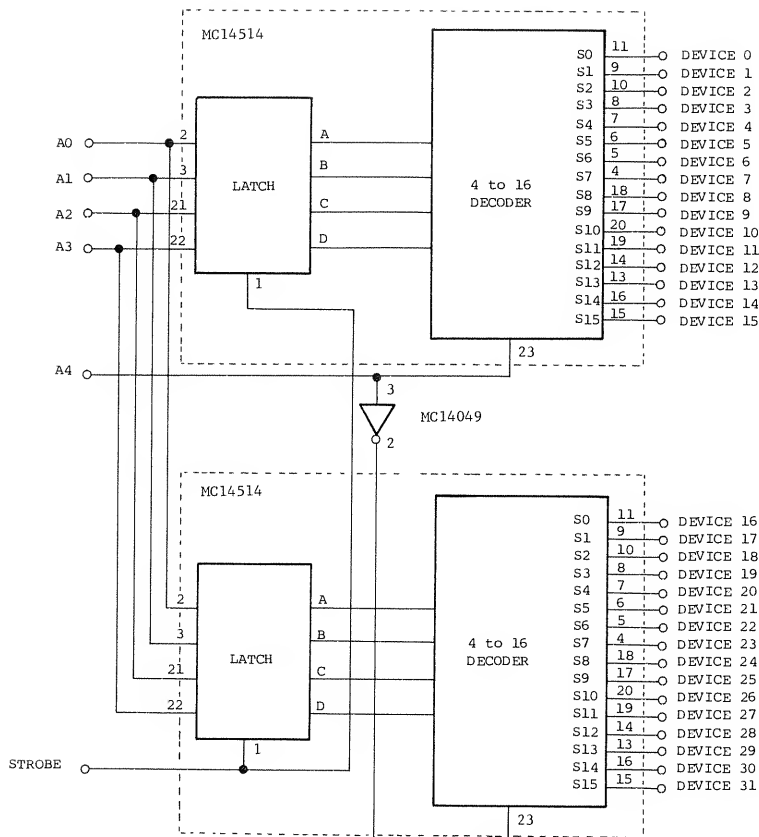 MC14514
A0
A1
A2
A3
2
3
21
22
LATCH
1
A
B
C
D
4 to 16
DECODER
23
S0 11 DEVICE 0
S1 9 DEVICE 1
S2 10 DEVICE 2
S3 8 DEVICE 3
S4 7 DEVICE 4
S5 6 DEVICE 5
S6 5 DEVICE 6
S7 4 DEVICE 7
S8 18 DEVICE 8
S9 17 DEVICE 9
S10 20 DEVICE 10
S11 19 DEVICE 11
S12 14 DEVICE 12
S13 13 DEVICE 13
S14 16 DEVICE 14
S15 15 DEVICE 15
A4
3
MC14049
2
MC14514
2
3
21
22
LATCH
1
A
B
C
D
4 to 16
DECODER
23
S0 11 DEVICE 16
S1 9 DEVICE 17
S2 10 DEVICE 18
S3 8 DEVICE 19
S4 7 DEVICE 20
S5 6 DEVICE 21
S6 5 DEVICE 22
S7 4 DEVICE 23
S8 18 DEVICE 24
S9 17 DEVICE 25
S10 20 DEVICE 26
S11 19 DEVICE 27
S12 14 DEVICE 28
S13 13 DEVICE 29
S14 16 DEVICE 30
S15 15 DEVICE 31
STROBE